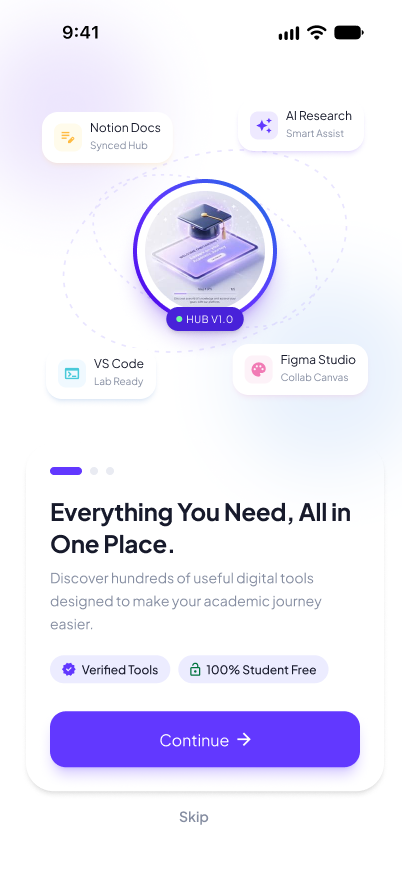 9:41
Notion Docs
Synced Hub
AI Research
Smart Assist
HUB V1.0
VS Code
Lab Ready
Figma Studio
Collab Canvas
Everything You Need, All in
One Place.
Discover hundreds of useful digital tools
designed to make your academic journey
easier.
Verified Tools
100% Student Free
Continue
Skip